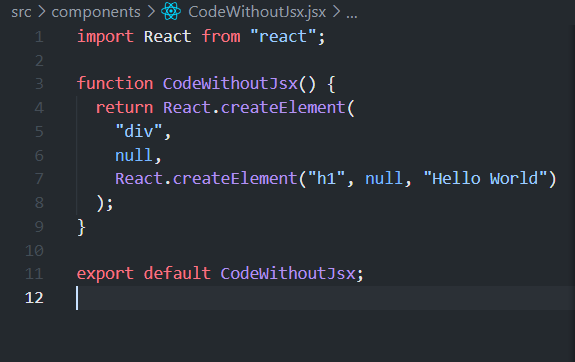 src > components > CodeWithoutJsx.jsx > ...
1 import React from "react";
2
3 function CodeWithoutJsx() {
4   return React.createElement(
5     "div",
6     null,
7     React.createElement("h1", null, "Hello World")
8   );
9 }
10
11 export default CodeWithoutJsx;
12